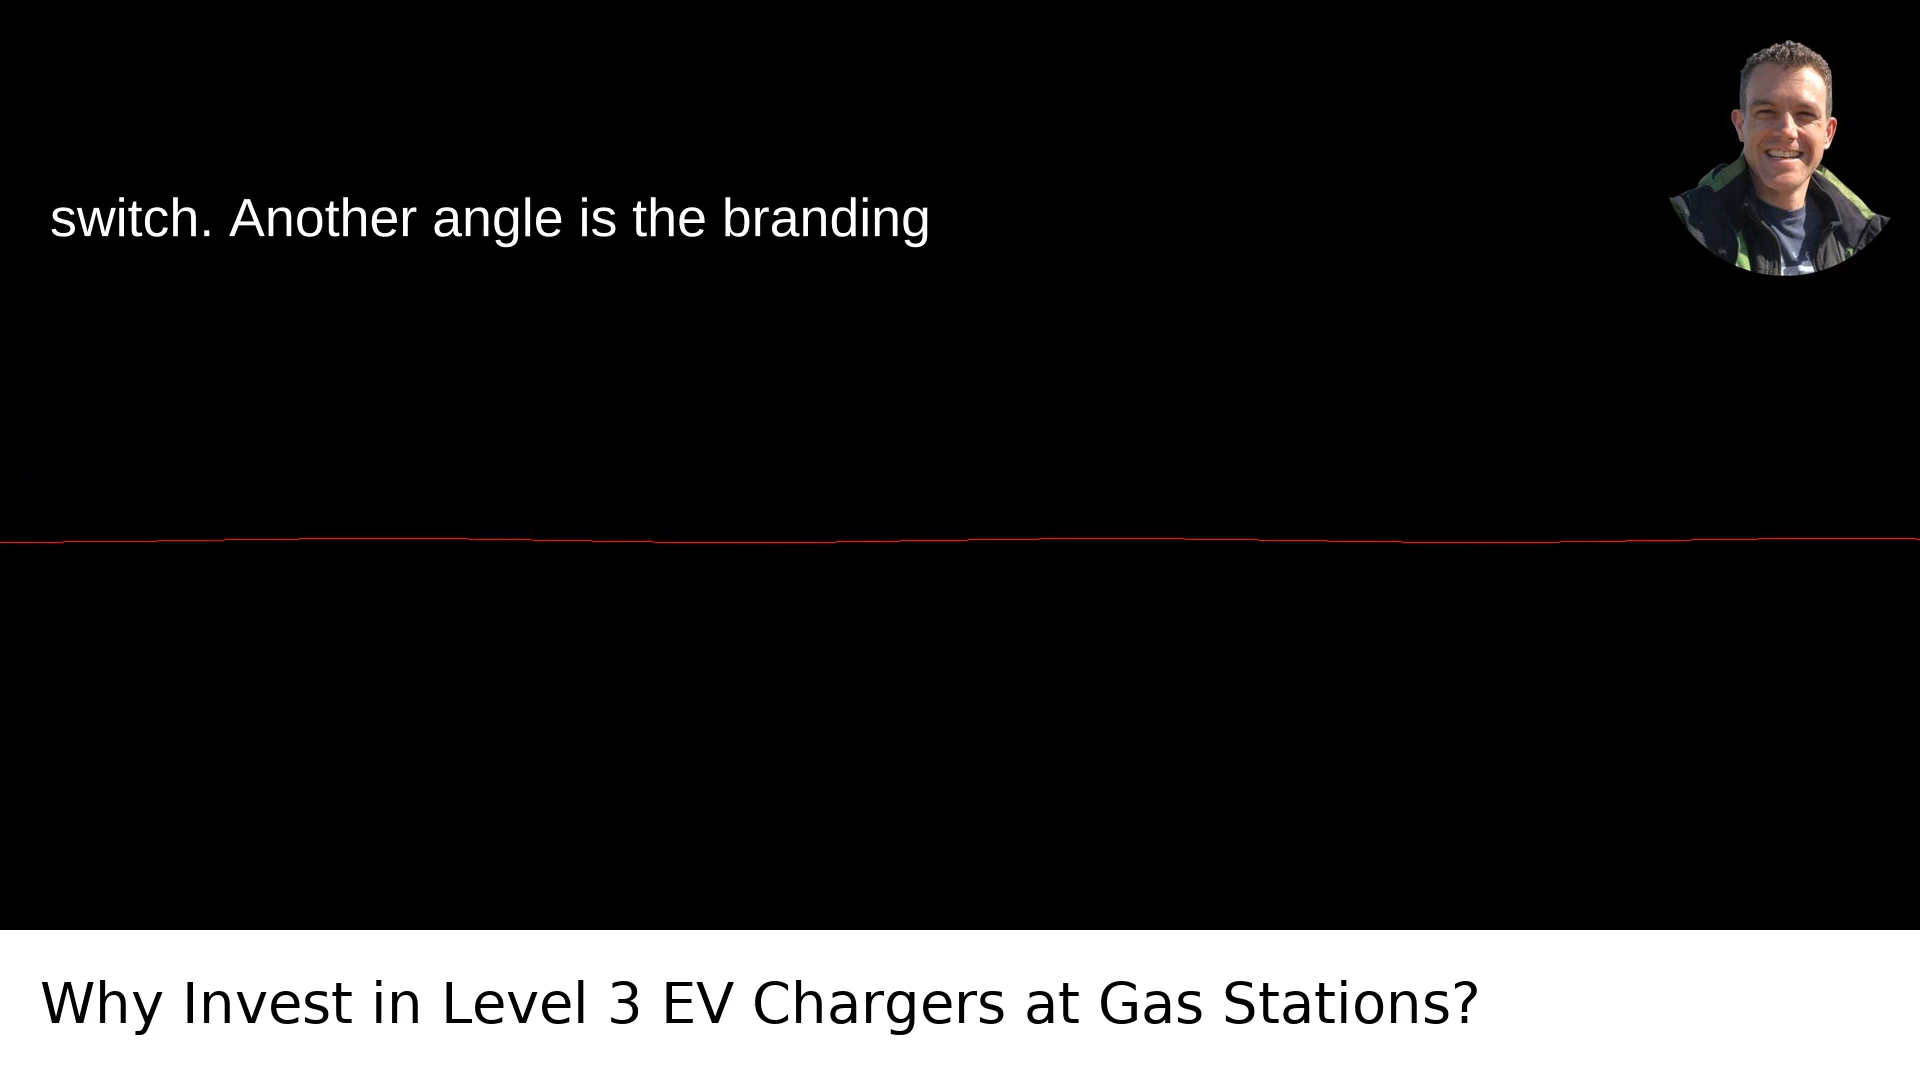 switch. Another angle is the branding
Why Invest in Level 3 EV Chargers at Gas Stations?